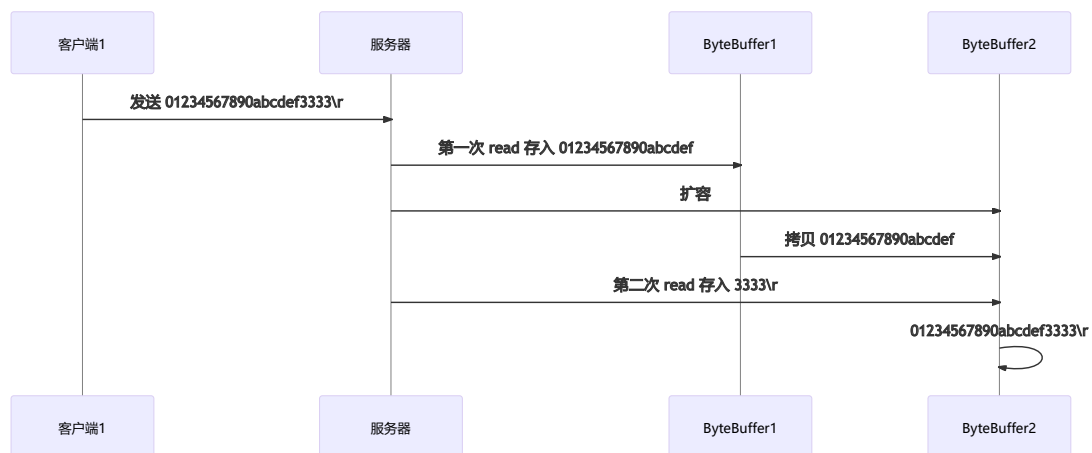 客户端1 服务器 ByteBuffer1 ByteBuffer2
发送 01234567890abcdef3333\r
第一次 read 存入 01234567890abcdef
扩容
拷贝 01234567890abcdef
第二次 read 存入 3333\r
01234567890abcdef3333\r
客户端1 服务器 ByteBuffer1 ByteBuffer2